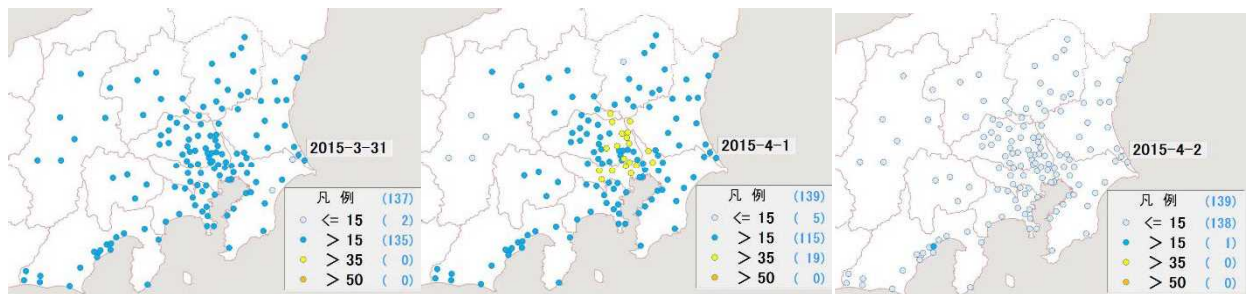 2015-3-31
凡 例 (137)
<= 15 ( 2)
> 15 (135)
> 35 ( 0)
> 50 ( 0)
2015-4-1
凡 例 (139)
<= 15 ( 5)
> 15 (115)
> 35 ( 19)
> 50 ( 0)
2015-4-2
凡 例 (139)
<= 15 (138)
> 15 ( 1)
> 35 ( 0)
> 50 ( 0)